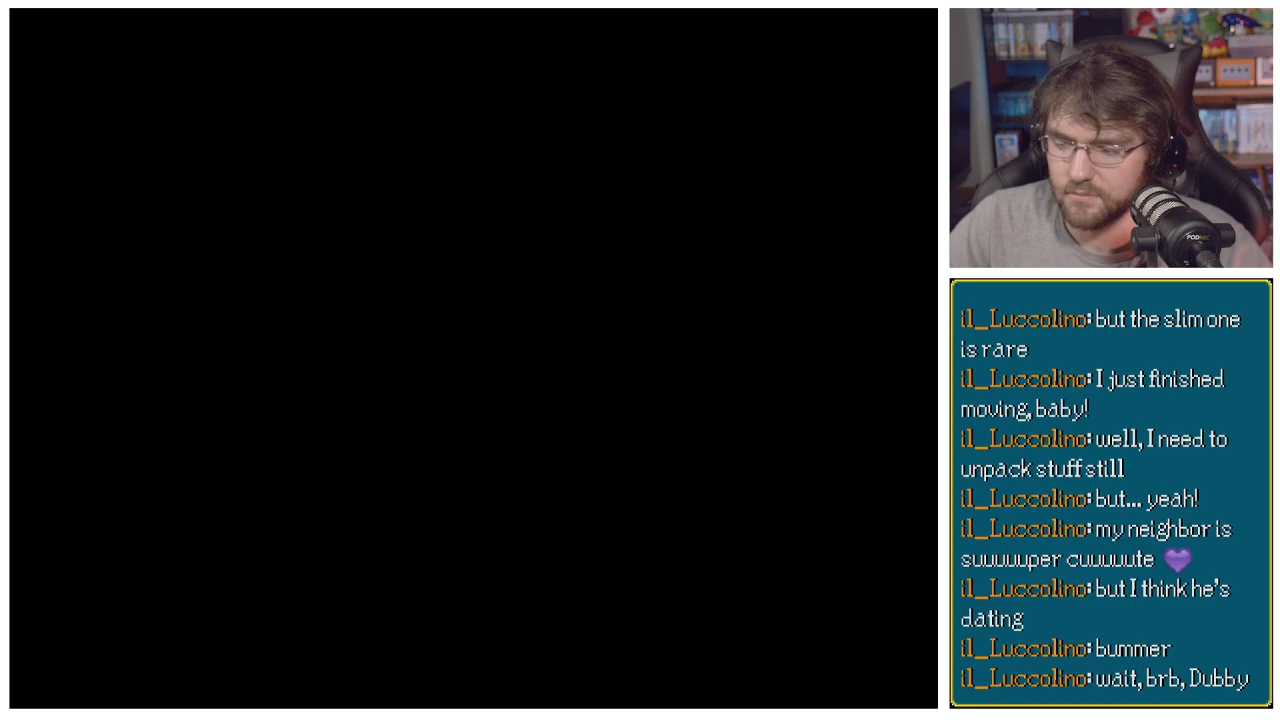 il_Luccolino: but the slim one
is rare
il_Luccolino: I just finished
moving, baby!
il_Luccolino: well, I need to
unpack stuff still
il_Luccolino: but... yeah!
il_Luccolino: my neighbor is
suuuuuper cuuuuute
il_Luccolino: but I think he's
dating
il_Luccolino: bummer
il_Luccolino: wait, brb, Dubby
PODMIC